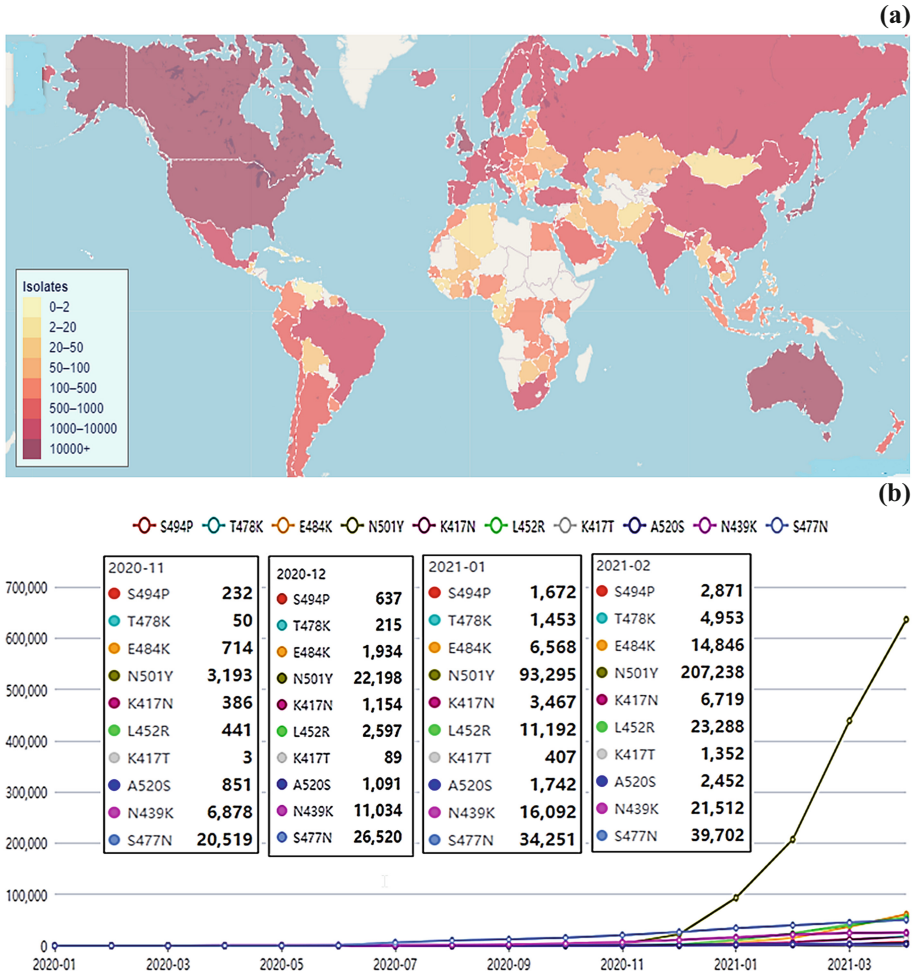 (a)
Isolates
0–2
2–20
20–50
50–100
100–500
500–1000
1000–10000
10000+
(b)
S494P T478K E484K N501Y K417N L452R K417T A520S N439K S477N
700,000
600,000
500,000
400,000
300,000
200,000
100,000
0
2020-11
S494P 232
T478K 50
E484K 714
N501Y 3,193
K417N 386
L452R 441
K417T 3
A520S 851
N439K 6,878
S477N 20,519
2020-12
S494P 637
T478K 215
E484K 1,934
N501Y 22,198
K417N 1,154
L452R 2,597
K417T 89
A520S 1,091
N439K 11,034
S477N 26,520
2021-01
S494P 1,672
T478K 1,453
E484K 6,568
N501Y 93,295
K417N 3,467
L452R 11,192
K417T 407
A520S 1,742
N439K 16,092
S477N 34,251
2021-02
S494P 2,871
T478K 4,953
E484K 14,846
N501Y 207,238
K417N 6,719
L452R 23,288
K417T 1,352
A520S 2,452
N439K 21,512
S477N 39,702
2020-01 2020-03 2020-05 2020-07 2020-09 2020-11 2021-01 2021-03